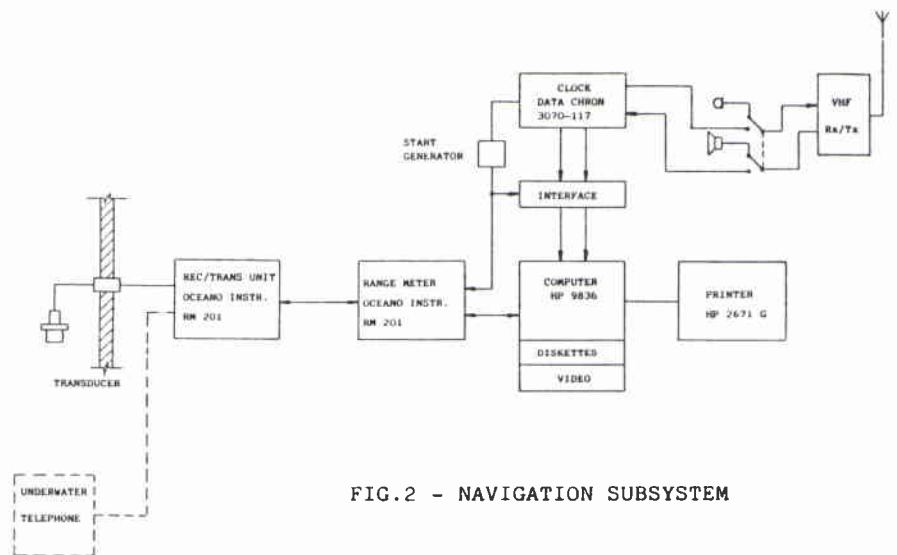 CLOCK
DATA CHRON
3070-117
VHF
Rx/Tx
START
GENERATOR
INTERFACE
REC/TRANS UNIT
OCEANO INSTR.
RM 201
RANGE METER
OCEANO INSTR.
RM 201
COMPUTER
HP 9836
PRINTER
HP 2671 G
DISKETTES
VIDEO
TRANSDUCER
UNDERWATER
TELEPHONE
FIG.2 - NAVIGATION SUBSYSTEM